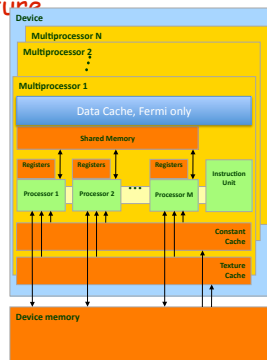 Device
Multiprocessor N
Multiprocessor 2
Multiprocessor 1
Data Cache, Fermi only
Shared Memory
Registers Registers Registers
Instruction
Unit
Processor 1 Processor 2 ... Processor M
Constant
Cache
Texture
Cache
Device memory